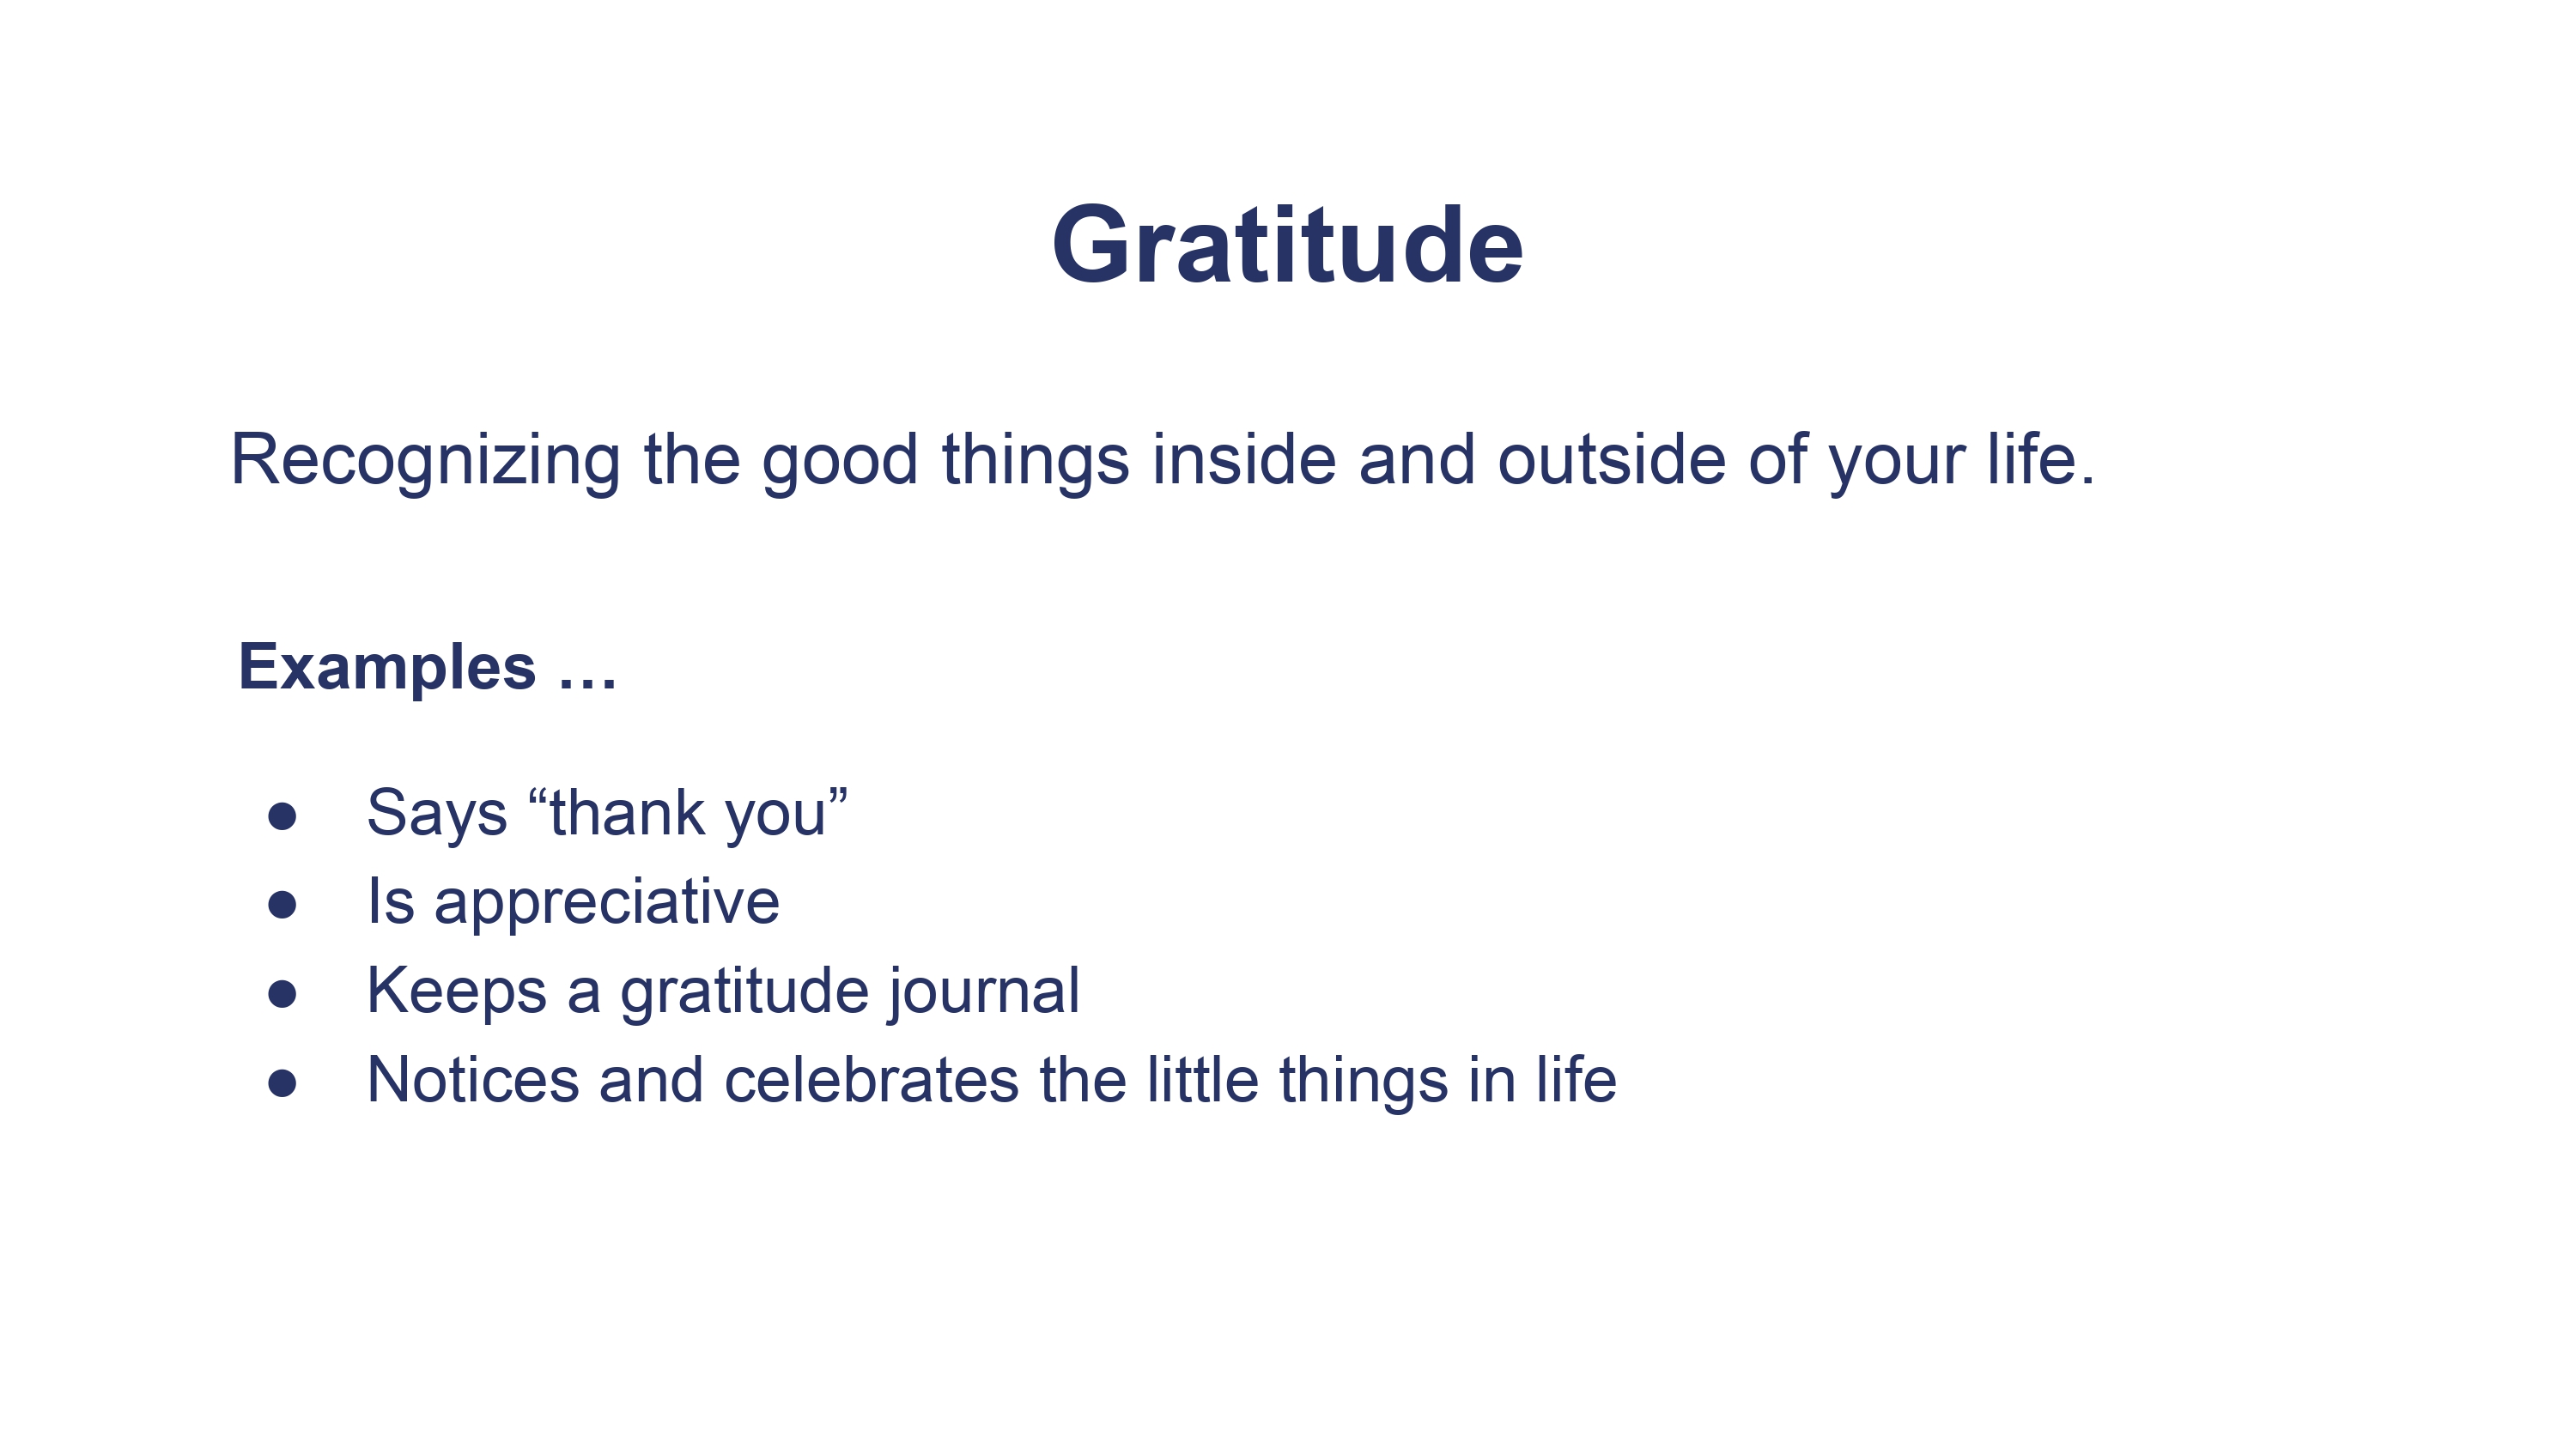 Gratitude
Recognizing the good things inside and outside of your life.
Examples …
● Says “thank you”
● Is appreciative
● Keeps a gratitude journal
● Notices and celebrates the little things in life